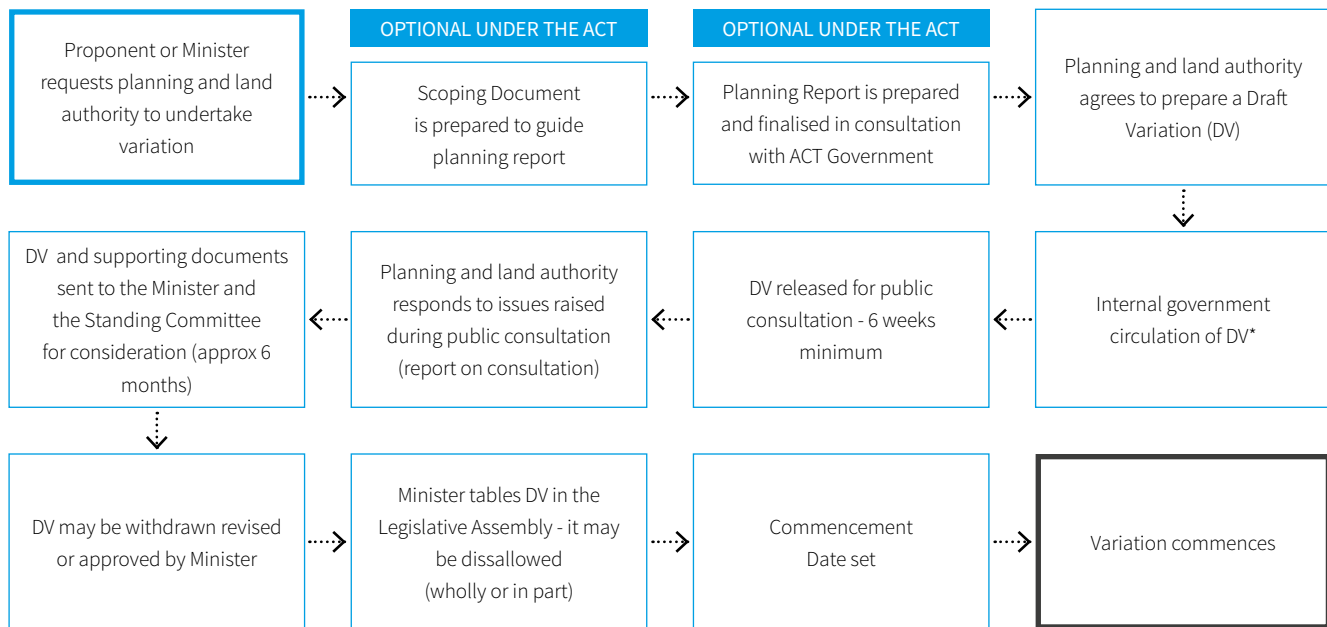 Proponent or Minister
requests planning and land
authority to undertake
variation
OPTIONAL UNDER THE ACT
Scoping Document
is prepared to guide
planning report
OPTIONAL UNDER THE ACT
Planning Report is prepared
and finalised in consultation
with ACT Government
Planning and land authority
agrees to prepare a Draft
Variation (DV)
Internal government
circulation of DV*
DV released for public
consultation - 6 weeks
minimum
Planning and land authority
responds to issues raised
during public consultation
(report on consultation)
DV and supporting documents
sent to the Minister and
the Standing Committee
for consideration (approx 6
months)
DV may be withdrawn revised
or approved by Minister
Minister tables DV in the
Legislative Assembly - it may
be dissallowed
(wholly or in part)
Commencement
Date set
Variation commences